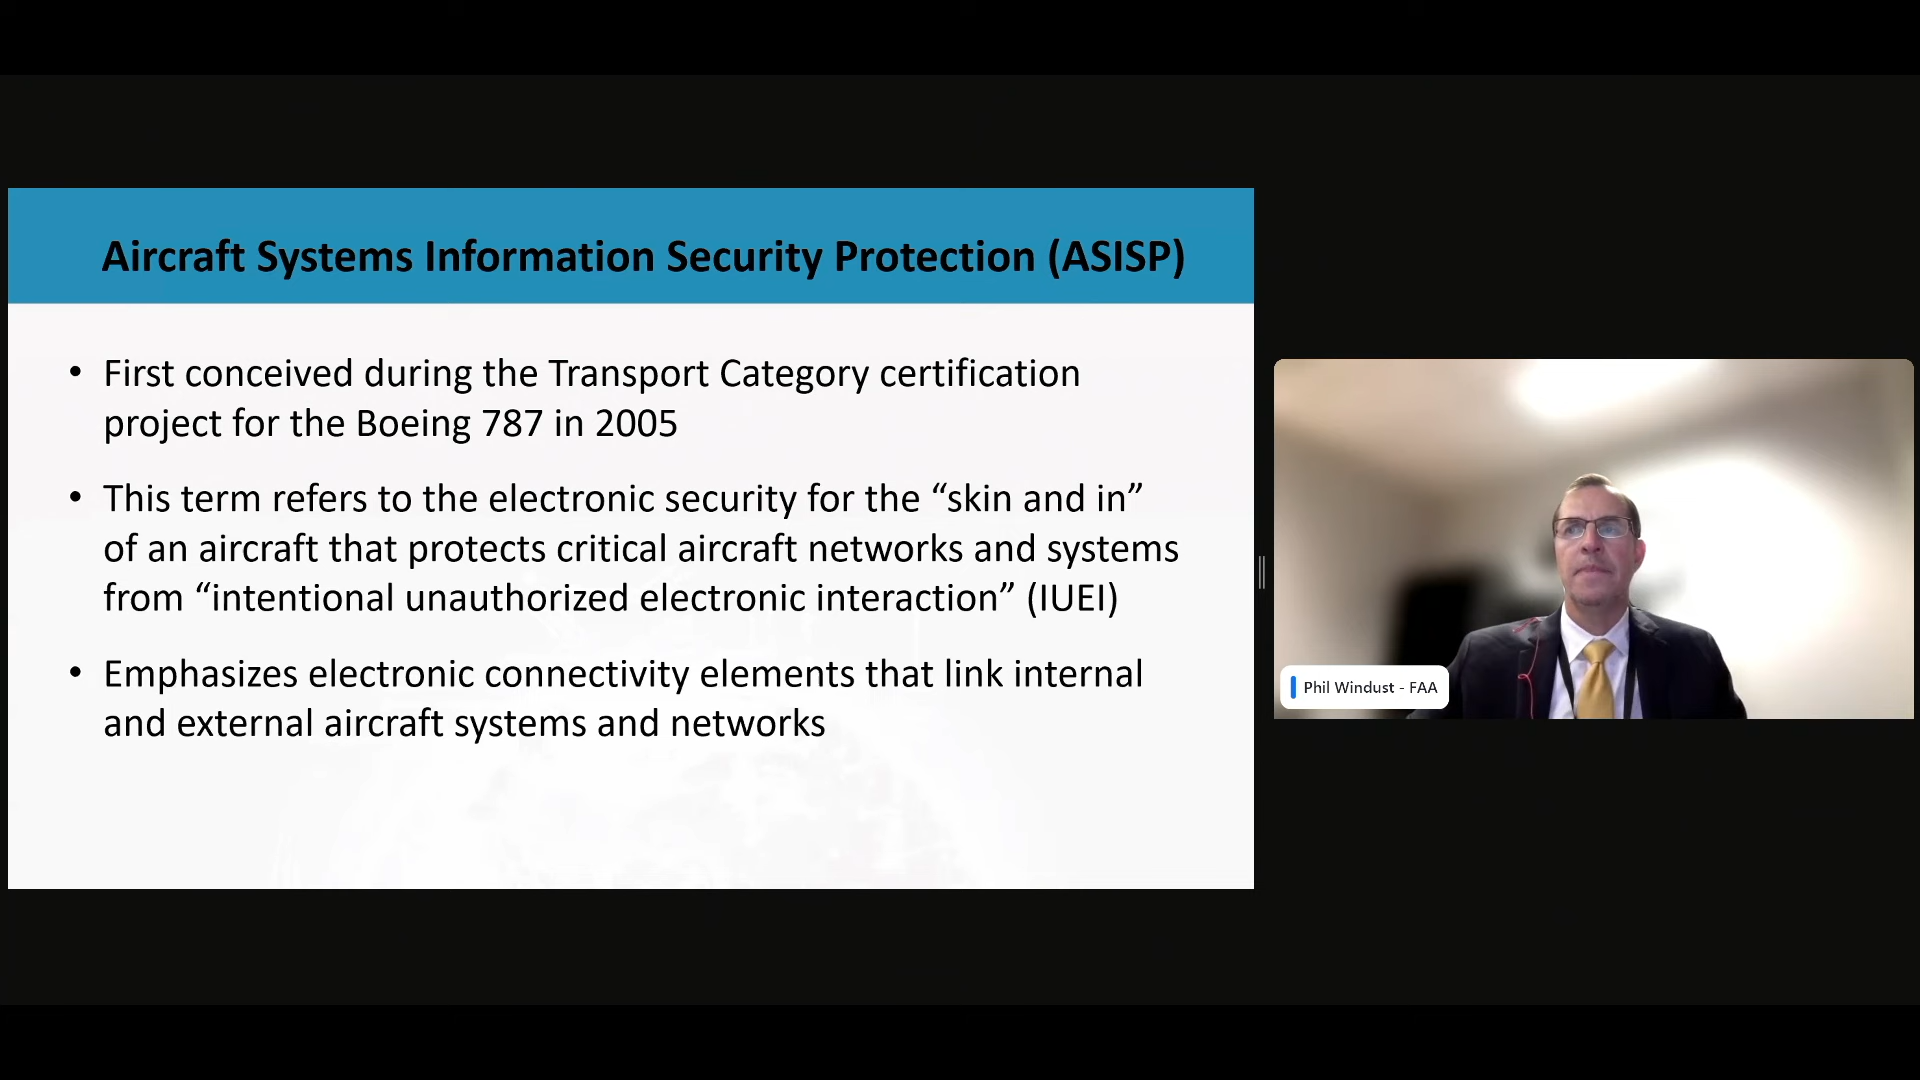 Aircraft Systems Information Security Protection (ASISP)
• First conceived during the Transport Category certification
project for the Boeing 787 in 2005
• This term refers to the electronic security for the “skin and in”
of an aircraft that protects critical aircraft networks and systems
from “intentional unauthorized electronic interaction” (IUEI)
• Emphasizes electronic connectivity elements that link internal
and external aircraft systems and networks
Phil Windust - FAA